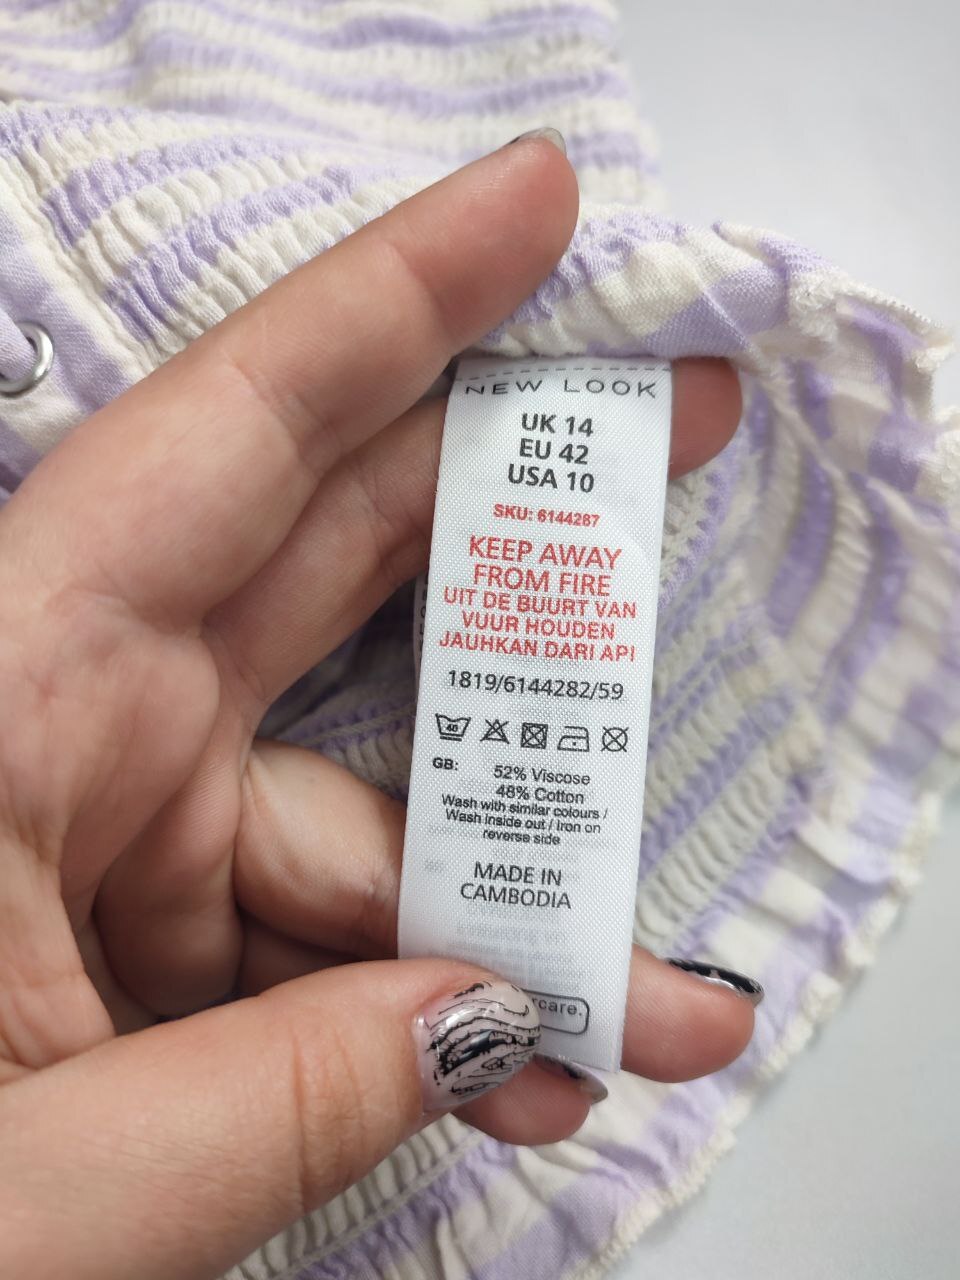 NEW LOOK
UK 14
EU 42
USA 10
SKU: 6144287
KEEP AWAY
FROM FIRE
UIT DE BUURT VAN
VUUR HOUDEN
JAUHKAN DARI API
1819/6144282/59
40
GB: 52% Viscose
48% Cotton
Wash with similar colours /
Wash inside out / Iron on
reverse side
MADE IN
CAMBODIA